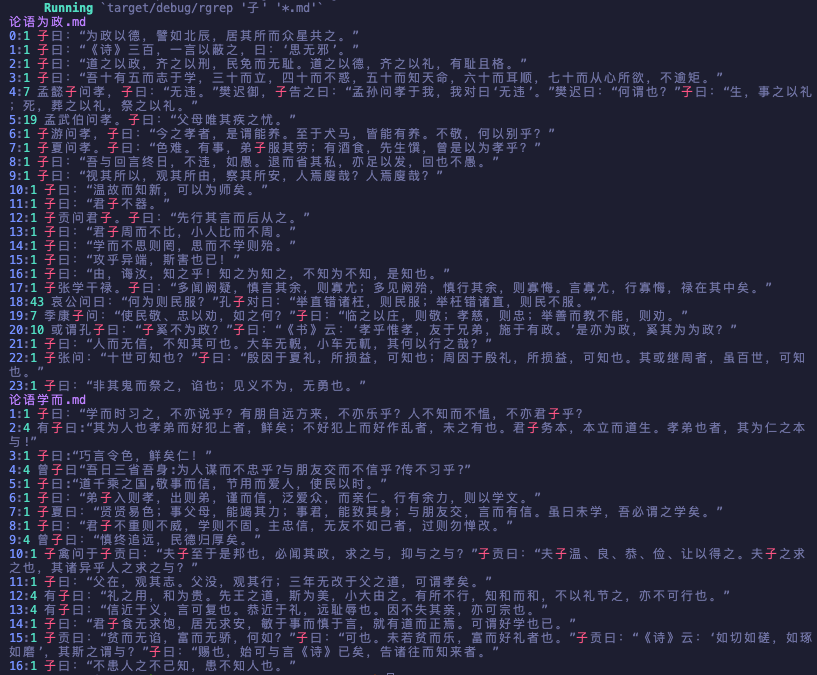 Running `target/debug/rgrep '子' '*.md'`
论语为政.md
0:1 子曰：“为政以德，譬如北辰，居其所而众星共之。”
1:1 子曰：“《诗》三百，一言以蔽之，曰：‘思无邪’。”
2:1 子曰：“道之以政，齐之以刑，民免而无耻。道之以德，齐之以礼，有耻且格。”
3:1 子曰：“吾十有五而志于学，三十而立，四十而不惑，五十而知天命，六十而耳顺，七十而从心所欲，不逾矩。”
4:7 孟懿子问孝，子曰：“无违。”樊迟御，子告之曰：“孟孙问孝于我，我对曰‘无违’。”樊迟曰：“何谓也？”子曰：“生，事之以礼
；死，葬之以礼，祭之以礼。”
5:19 孟武伯问孝。子曰：“父母唯其疾之忧。”
6:1 子游问孝，子曰：“今之孝者，是谓能养。至于犬马，皆能有养。不敬，何以别乎？”
7:1 子夏问孝。子曰：“色难。有事，弟子服其劳；有酒食，先生馔，曾是以为孝乎？”
8:1 子曰：“吾与回言终日，不违，如愚。退而省其私，亦足以发，回也不愚。”
9:1 子曰：“视其所以，观其所由，察其所安，人焉廋哉？人焉廋哉？”
10:1 子曰：“温故而知新，可以为师矣。”
11:1 子曰：“君子不器。”
12:1 子贡问君子。子曰：“先行其言而后从之。”
13:1 子曰：“君子周而不比，小人比而不周。”
14:1 子曰：“学而不思则罔，思而不学则殆。”
15:1 子曰：“攻乎异端，斯害也已！”
16:1 子曰：“由，诲汝，知之乎！知之为知之，不知为不知，是知也。”
17:1 子张学干禄。子曰：“多闻阙疑，慎言其余，则寡尤；多见阙殆，慎行其余，则寡悔。言寡尤，行寡悔，禄在其中矣。”
18:43 哀公问曰：“何为则民服？”孔子对曰：“举直错诸枉，则民服；举枉错诸直，则民不服。”
19:7 季康子问：“使民敬、忠以劝，如之何？”子曰：“临之以庄，则敬；孝慈，则忠；举善而教不能，则劝。”
20:10 或谓孔子曰：“子奚不为政？”子曰：“《书》云：‘孝乎惟孝，友于兄弟，施于有政。’是亦为政，奚其为为政？”
21:1 子曰：“人而无信，不知其可也。大车无輗，小车无軏，其何以行之哉？”
22:1 子张问：“十世可知也？”子曰：“殷因于夏礼，所损益，可知也；周因于殷礼，所损益，可知也。其或继周者，虽百世，可知
也。”
23:1 子曰：“非其鬼而祭之，谄也；见义不为，无勇也。”
论语学而.md
1:1 子曰：“学而时习之，不亦说乎？有朋自远方来，不亦乐乎？人不知而不愠，不亦君子乎？
2:4 有子曰:“其为人也孝弟而好犯上者，鲜矣；不好犯上而好作乱者，未之有也。君子务本，本立而道生。孝弟也者，其为仁之本
与！”
3:1 子曰:“巧言令色，鲜矣仁！”
4:4 曾子曰“吾日三省吾身:为人谋而不忠乎?与朋友交而不信乎?传不习乎?”
5:1 子曰:“道千乘之国,敬事而信，节用而爱人，使民以时。”
6:1 子曰：“弟子入则孝，出则弟，谨而信，泛爱众，而亲仁。行有余力，则以学文。”
7:1 子夏曰：“贤贤易色；事父母，能竭其力；事君，能致其身；与朋友交，言而有信。虽曰未学，吾必谓之学矣。”
8:1 子曰：“君子不重则不威，学则不固。主忠信，无友不如己者，过则勿惮改。”
9:4 曾子曰：“慎终追远，民德归厚矣。”
10:1 子禽问于子贡曰：“夫子至于是邦也，必闻其政，求之与，抑与之与？”子贡曰：“夫子温、良、恭、俭、让以得之。夫子之求
之也，其诸异乎人之求之与？”
11:1 子曰：“父在，观其志。父没，观其行；三年无改于父之道，可谓孝矣。”
12:4 有子曰：“礼之用，和为贵。先王之道，斯为美，小大由之。有所不行，知和而和，不以礼节之，亦不可行也。”
13:4 有子曰：“信近于义，言可复也。恭近于礼，远耻辱也。因不失其亲，亦可宗也。”
14:1 子曰：“君子食无求饱，居无求安，敏于事而慎于言，就有道而正焉。可谓好学也已。”
15:1 子贡曰：“贫而无谄，富而无骄，何如？”子曰：“可也。未若贫而乐，富而好礼者也。”子贡曰：“《诗》云：‘如切如磋，如琢
如磨’，其斯之谓与？”子曰：“赐也，始可与言《诗》已矣，告诸往而知来者。”
16:1 子曰：“不患人之不己知，患不知人也。”